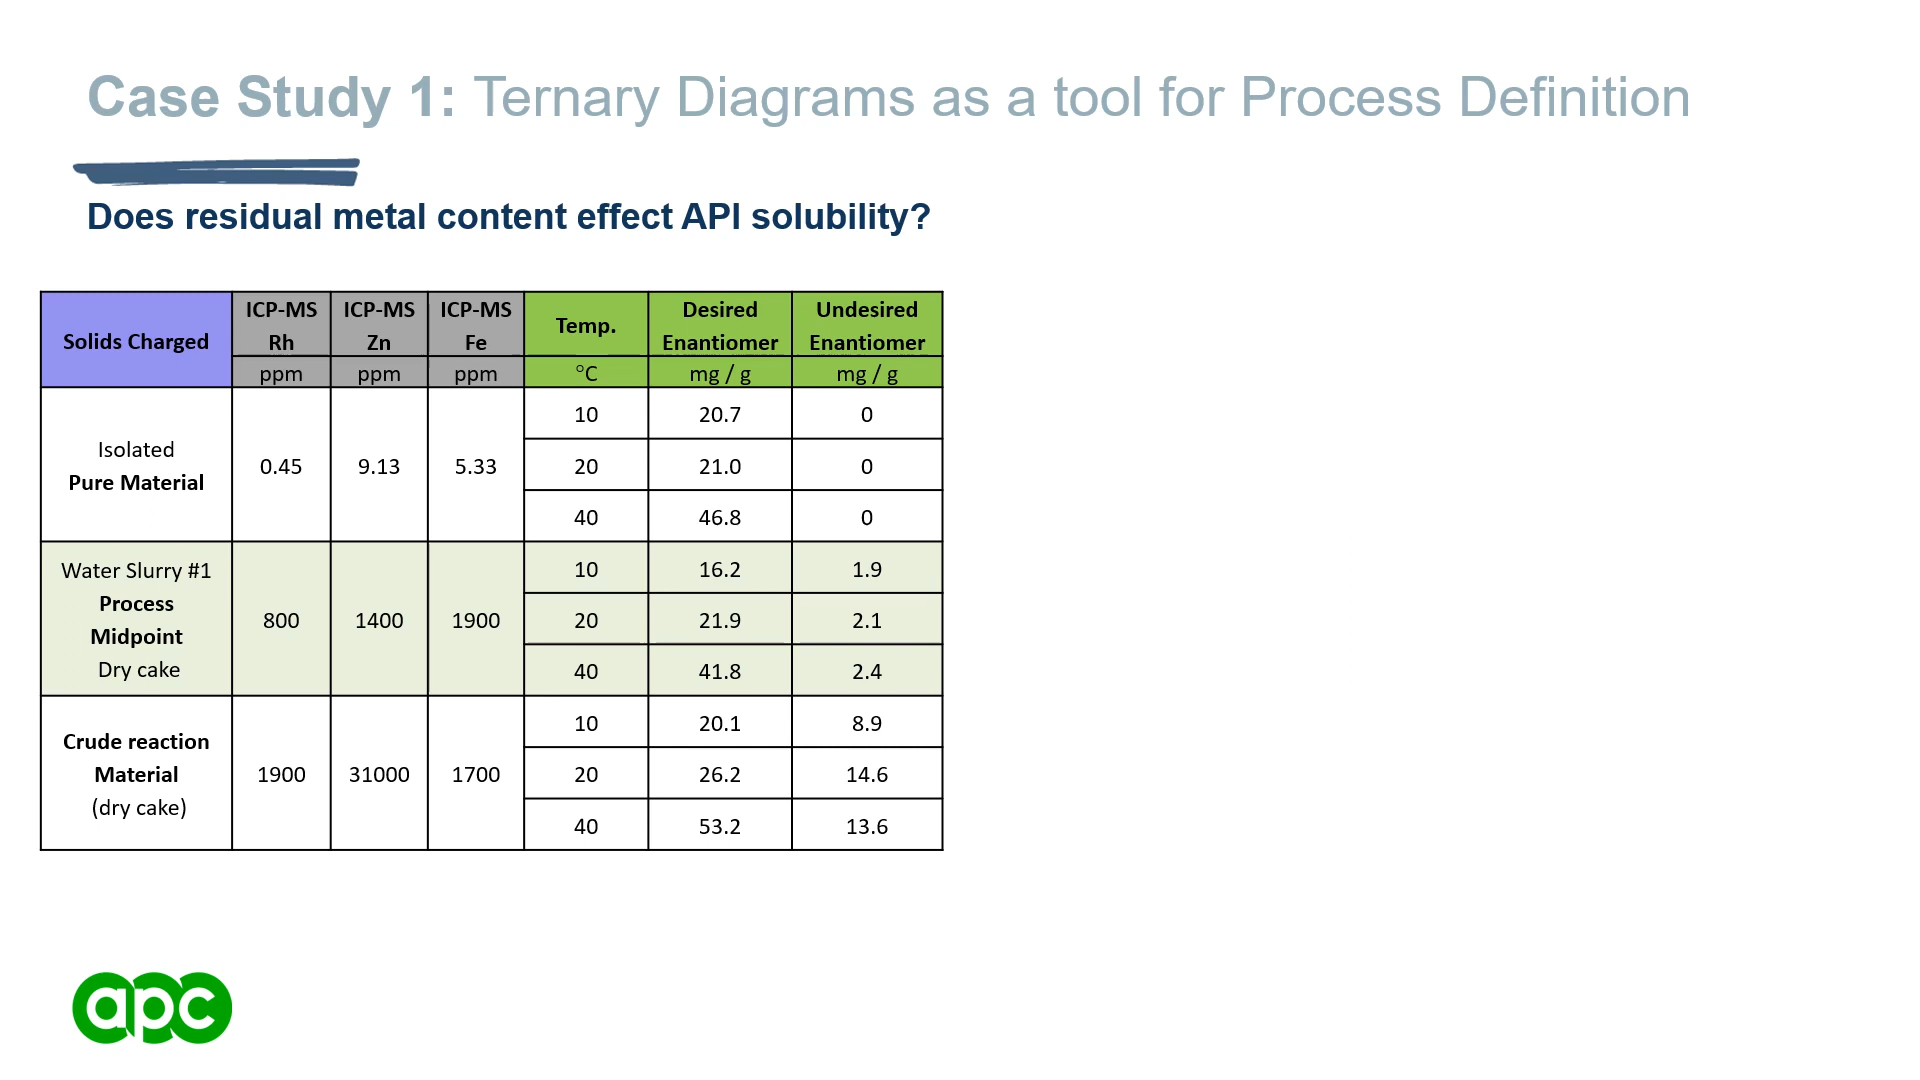 Case Study 1: Ternary Diagrams as a tool for Process Definition
Does residual metal content effect API solubility?
Solids Charged
ICP-MS Rh
ICP-MS Zn
ICP-MS Fe
Temp.
Desired Enantiomer
Undesired Enantiomer
ppm ppm ppm °C mg / g mg / g
Isolated
Pure Material
0.45 9.13 5.33
10 20.7 0
20 21.0 0
40 46.8 0
Water Slurry #1
Process
Midpoint
Dry cake
800 1400 1900
10 16.2 1.9
20 21.9 2.1
40 41.8 2.4
Crude reaction
Material
(dry cake)
1900 31000 1700
10 20.1 8.9
20 26.2 14.6
40 53.2 13.6
apc